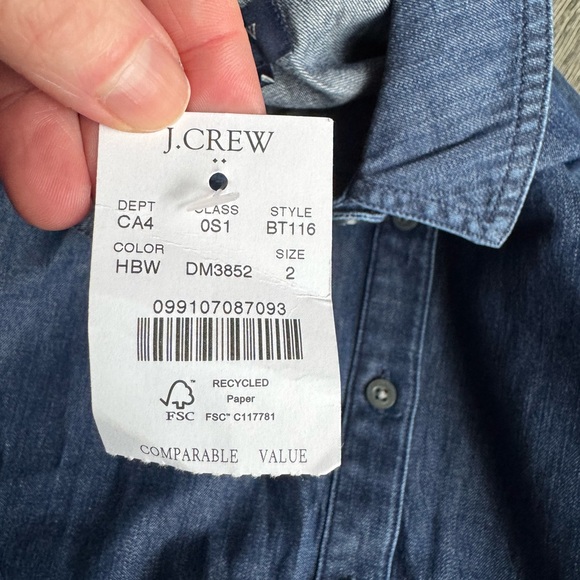 J.CREW
DEPT CLASS STYLE
CA4 0S1 BT116
COLOR SIZE
HBW DM3852 2
099107087093
RECYCLED
Paper
FSC FSC™ C117781
COMPARABLE VALUE